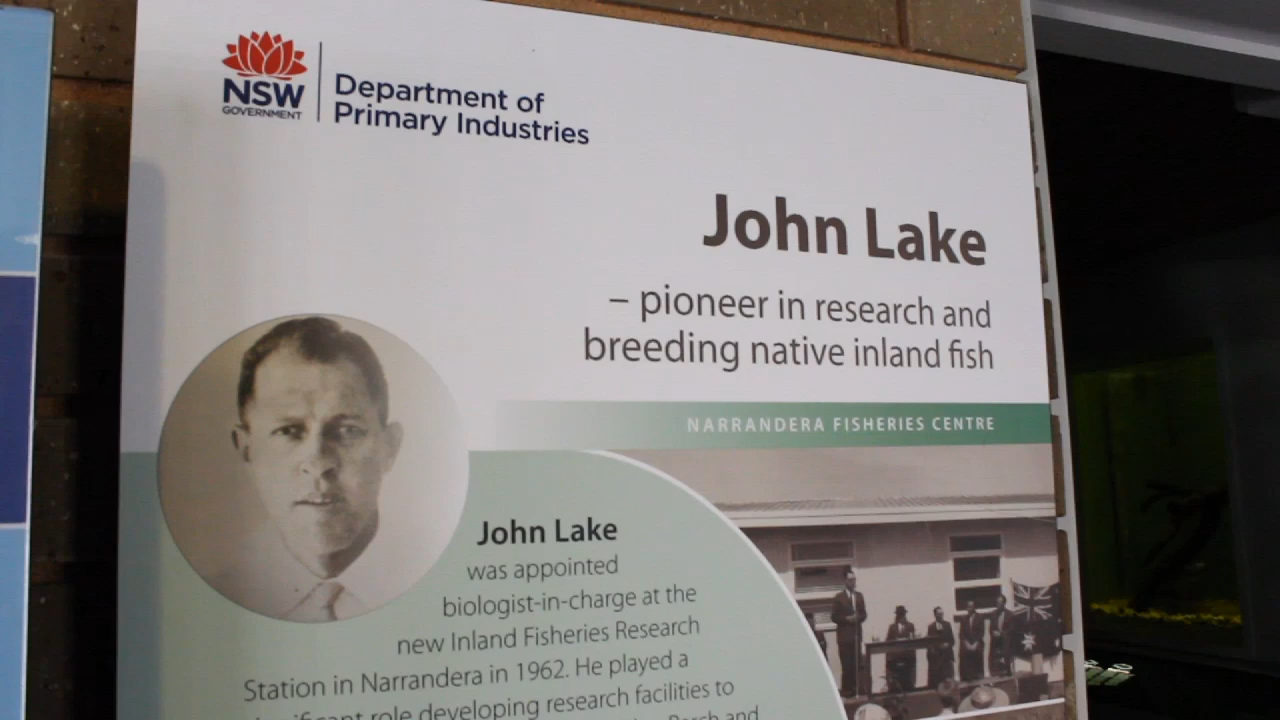 NSW
GOVERNMENT
Department of
Primary Industries
John Lake
– pioneer in research and
breeding native inland fish
NARRANDERA FISHERIES CENTRE
John Lake
was appointed
biologist-in-charge at the
new Inland Fisheries Research
Station in Narrandera in 1962. He played a
role developing research facilities to
Perch and